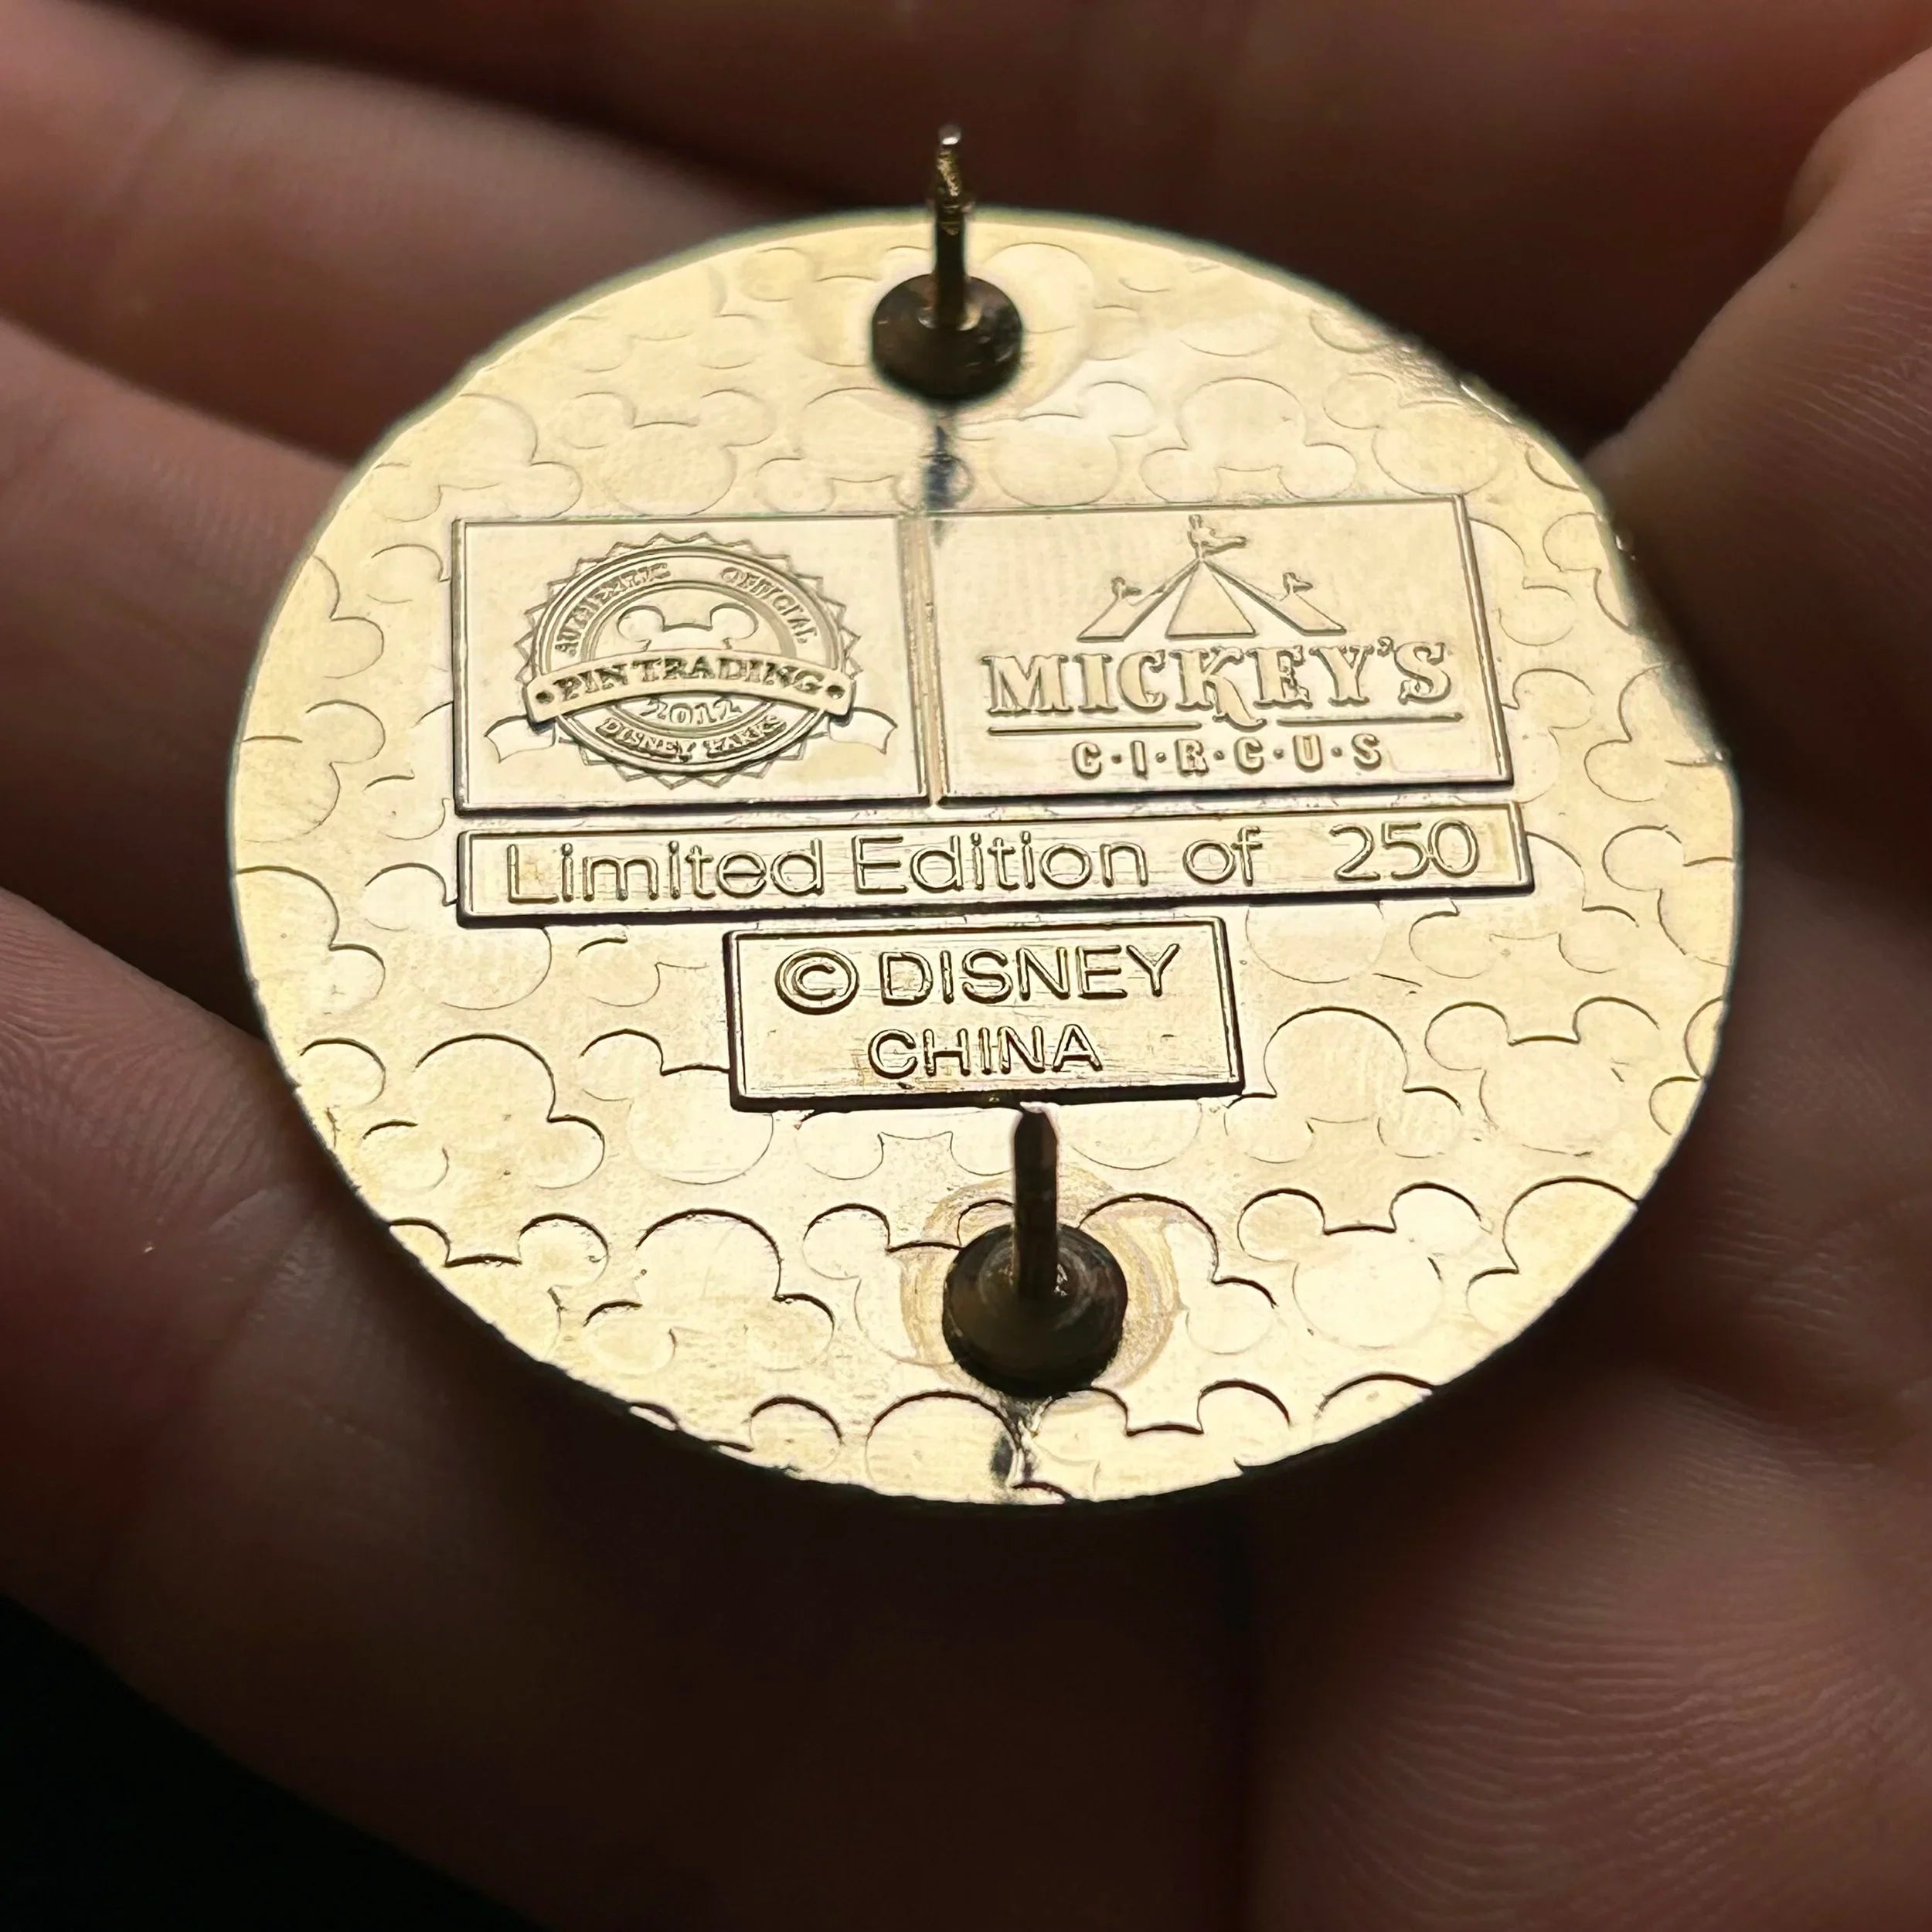 AUTHENTIC OFFICIAL
PIN TRADING
2012
DISNEY PARKS
MICKEY'S
C·I·R·C·U·S
Limited Edition of 250
© DISNEY
CHINA